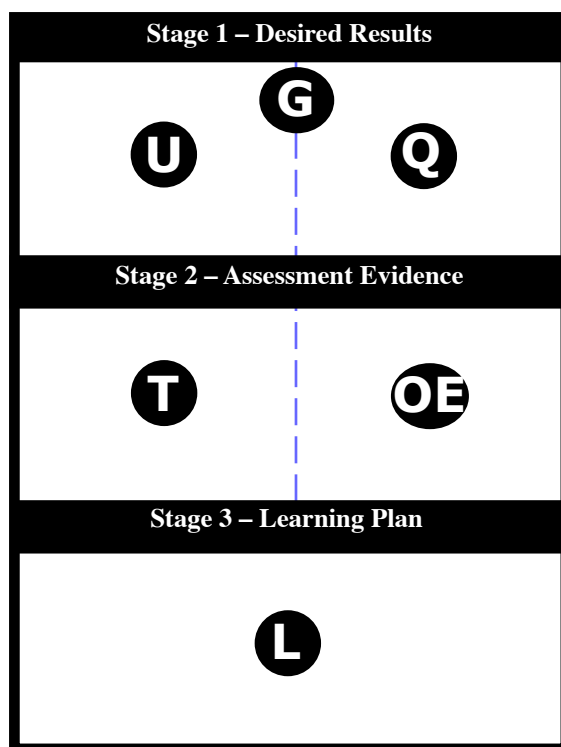 Stage 1 – Desired Results
G
U Q
Stage 2 – Assessment Evidence
T OE
Stage 3 – Learning Plan
L